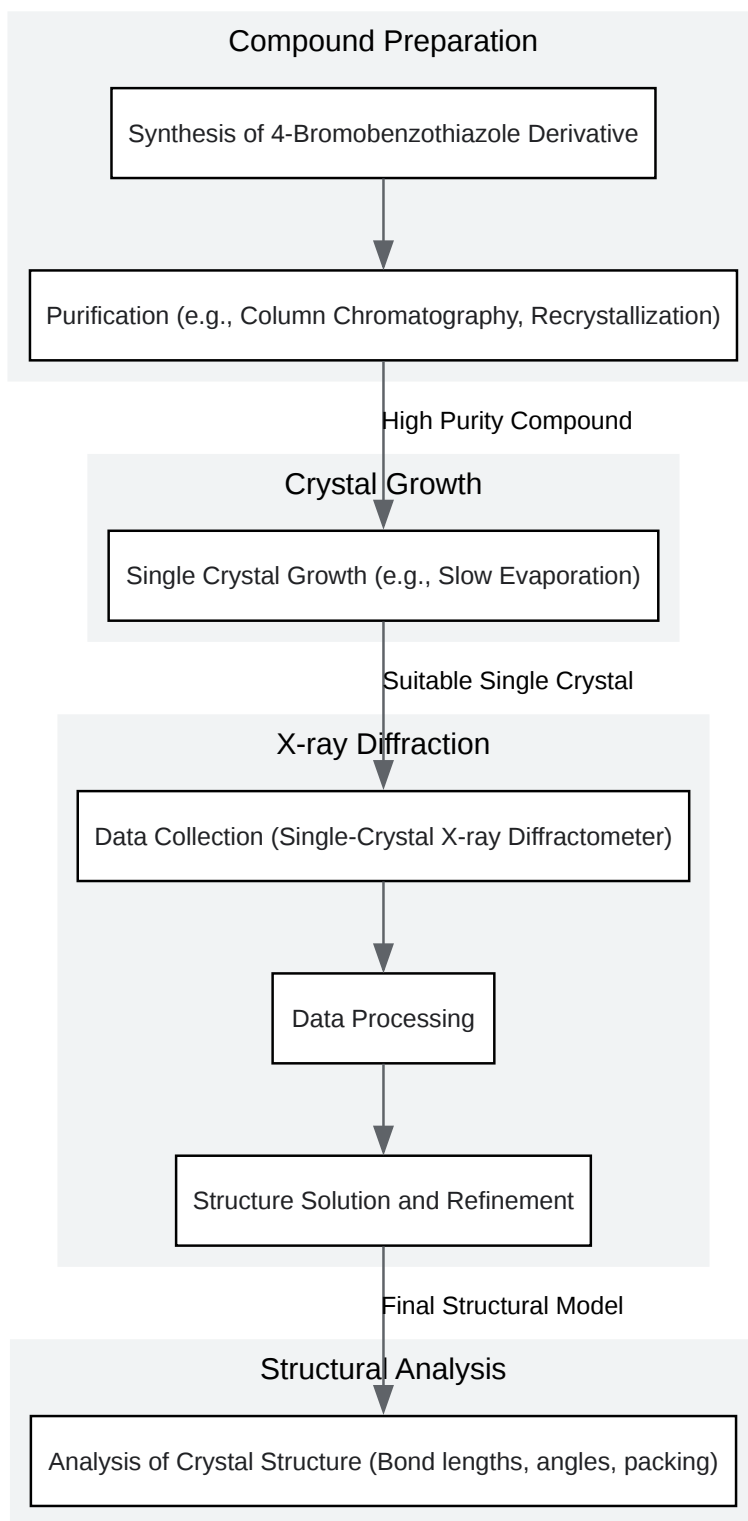 Compound Preparation
Synthesis of 4-Bromobenzothiazole Derivative
Purification (e.g., Column Chromatography, Recrystallization)
High Purity Compound
Crystal Growth
Single Crystal Growth (e.g., Slow Evaporation)
Suitable Single Crystal
X-ray Diffraction
Data Collection (Single-Crystal X-ray Diffractometer)
Data Processing
Structure Solution and Refinement
Final Structural Model
Structural Analysis
Analysis of Crystal Structure (Bond lengths, angles, packing)